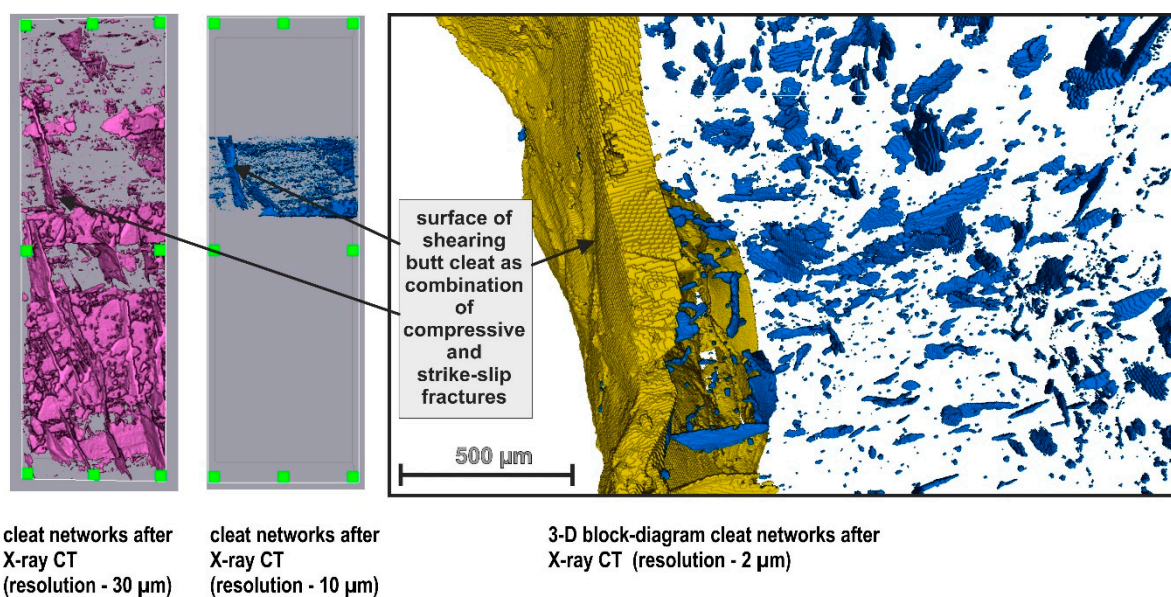 surface of
shearing
butt cleat as
combination
of
compressive
and
strike-slip
fractures
500 µm
cleat networks after
X-ray CT
(resolution - 30 µm)
cleat networks after
X-ray CT
(resolution - 10 µm)
3-D block-diagram cleat networks after
X-ray CT (resolution - 2 µm)